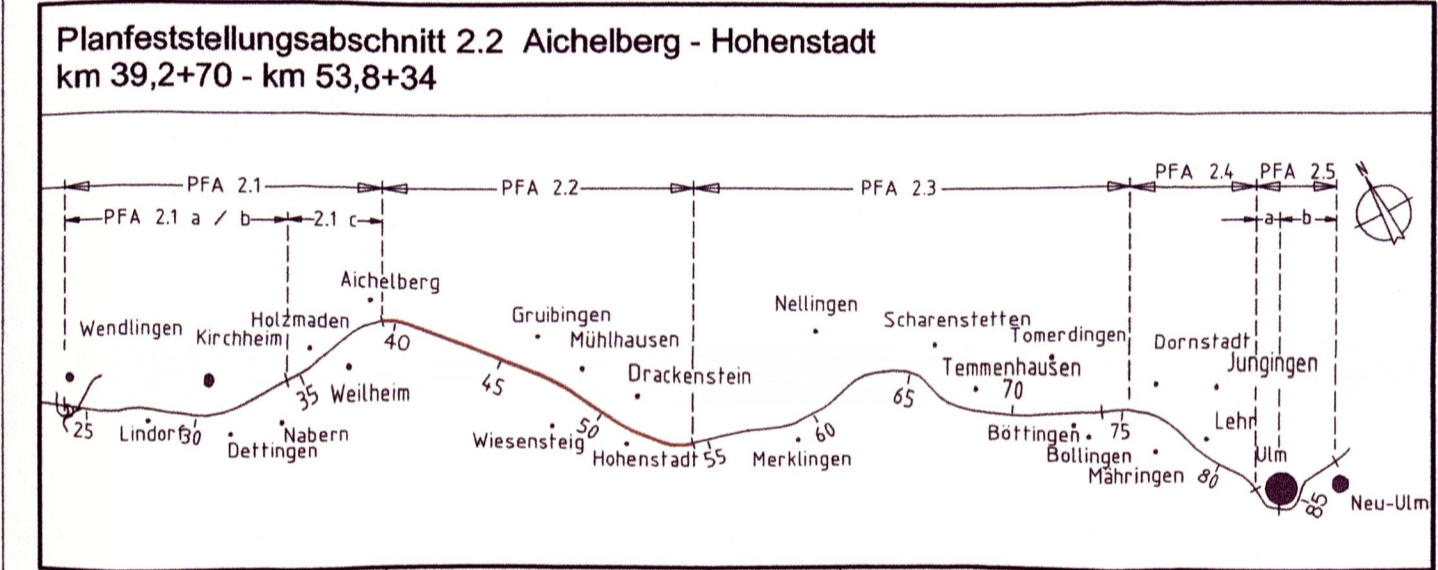 Planfeststellungsabschnitt 2.2 Aichelberg - Hohenstadt
km 39,2+70 - km 53,8+34
PFA 2.1
PFA 2.2
PFA 2.3
PFA 2.4
PFA 2.5
PFA 2.1 a / b
2.1 c
a
b
N
Aichelberg
Wendlingen
Kirchheim
Holzmaden
40
Gruibingen
Mühlhausen
Nellingen
Scharenstetten
Tomerdingen
Dornstadt
Jungingen
35
Weilheim
45
Drackenstein
65
Temmenhausen
70
25
Lindorf
30
Dettingen
Nabern
Wiesensteig
50
Hohenstadt
55
Merklingen
60
Böttingen
75
Bollingen
Mähringen
80
Lehr
Ulm
85
Neu-Ulm